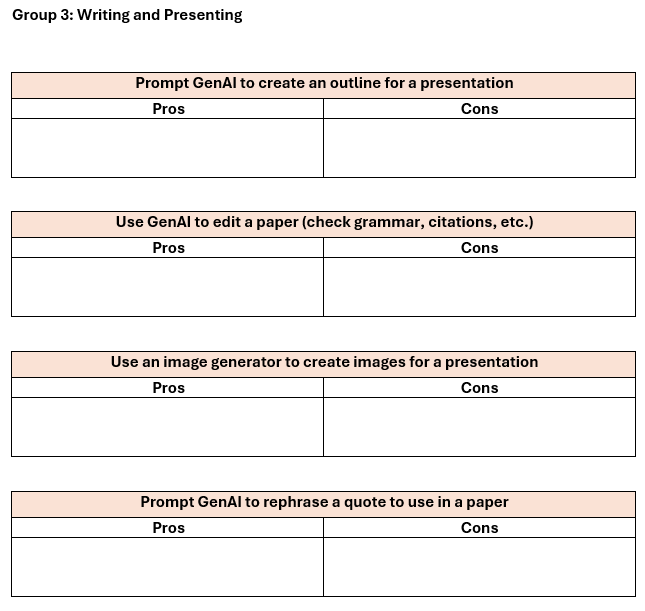 Group 3: Writing and Presenting
Prompt GenAI to create an outline for a presentation
Pros Cons
Use GenAI to edit a paper (check grammar, citations, etc.)
Pros Cons
Use an image generator to create images for a presentation
Pros Cons
Prompt GenAI to rephrase a quote to use in a paper
Pros Cons